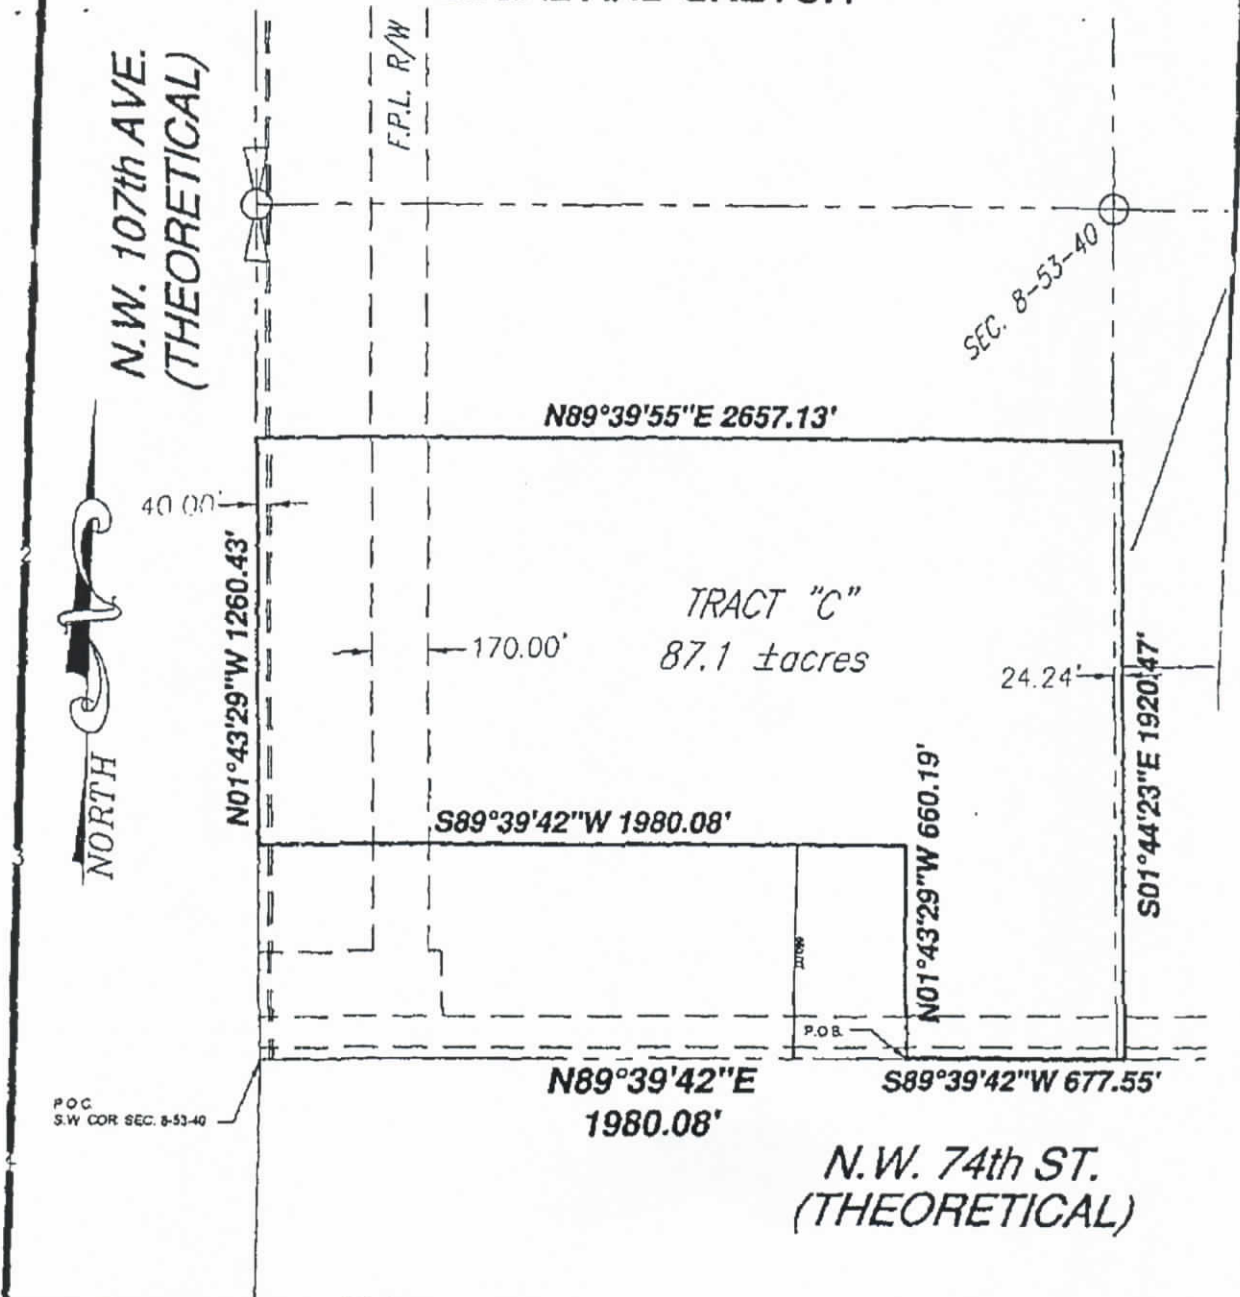 N.W. 107th AVE.
(THEORETICAL)
F.P.L. R/W
SEC. 8-53-40
N89°39'55"E 2657.13'
40.00'
N01°43'29"W 1260.43'
TRACT "C"
87.1 ±acres
170.00'
24.24'
S01°44'23"E 1920.47'
NORTH
S89°39'42"W 1980.08'
N01°43'29"W 660.19'
P.O.B.
N89°39'42"E
1980.08'
S89°39'42"W 677.55'
P.O.C.
S.W COR SEC. 8-53-40
N.W. 74th ST.
(THEORETICAL)